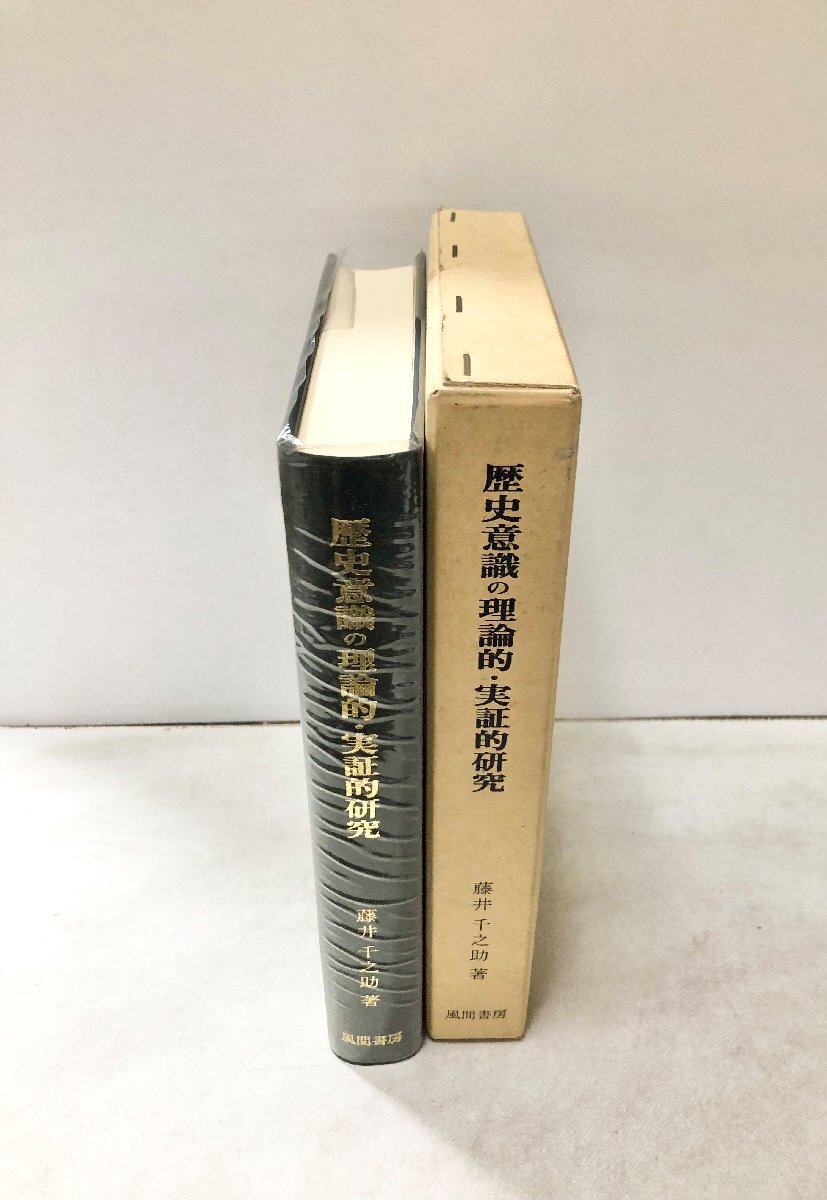 歴史意識の理論的・実証的研究
藤井千之助著
風間書房
歴史意識の理論的・実証的研究
藤井千之助著
風間書房